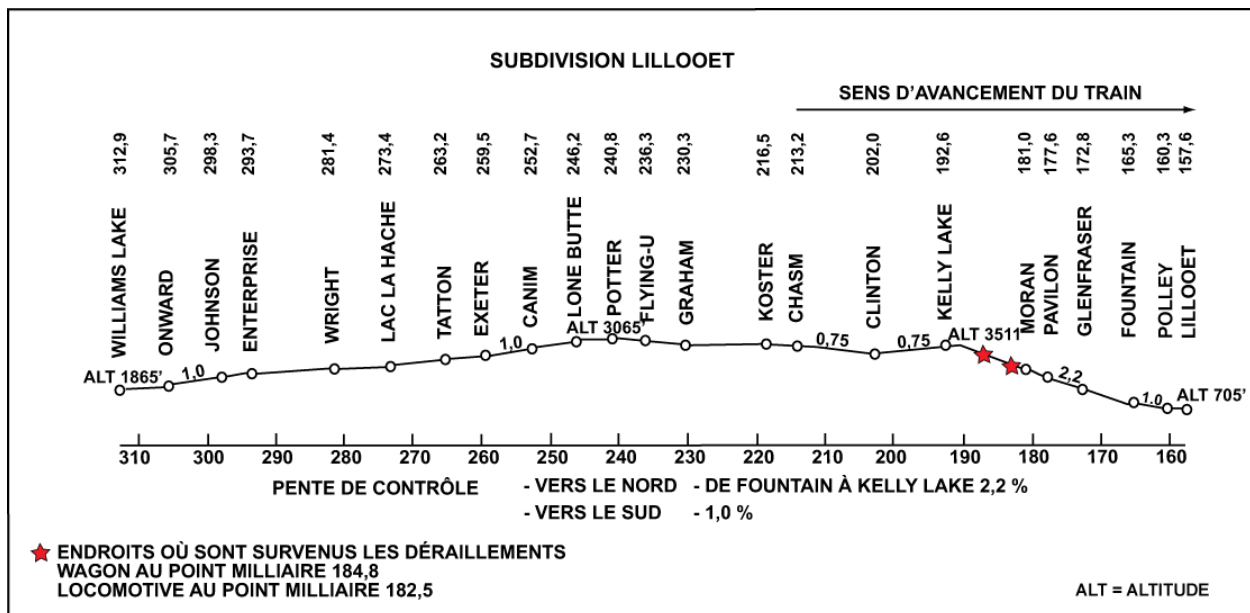 SUBDIVISION LILLOOET
SENS D’AVANCEMENT DU TRAIN
312,9
305,7
298,3
293,7
281,4
273,4
263,2
259,5
252,7
246,2
240,8
236,3
230,3
216,5
213,2
202,0
192,6
181,0
177,6
172,8
165,3
160,3
157,6
WILLIAMS LAKE
ONWARD
JOHNSON
ENTERPRISE
WRIGHT
LAC LA HACHE
TATTON
EXETER
CANIM
LONE BUTTE
POTTER
FLYING-U
GRAHAM
KOSTER
CHASM
CLINTON
KELLY LAKE
MORAN
PAVILON
GLENFRASER
FOUNTAIN
POLLEY
LILLOOET
ALT 1865’
1,0
1,0
ALT 3065’
0,75
0,75
ALT 3511’
2,2
1.0
ALT 705’
310 300 290 280 270 260 250 240 230 220 210 200 190 180 170 160
PENTE DE CONTRÔLE - VERS LE NORD - DE FOUNTAIN À KELLY LAKE 2,2 %
- VERS LE SUD - 1,0 %
ENDROITS OÙ SONT SURVENUS LES DÉRAILLEMENTS
WAGON AU POINT MILLIAIRE 184,8
LOCOMOTIVE AU POINT MILLIAIRE 182,5
ALT = ALTITUDE